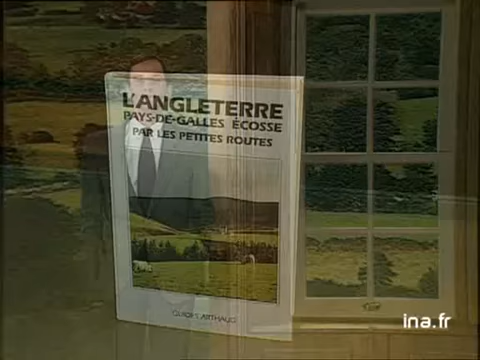 L'ANGLETERRE
PAYS-DE-GALLES ÉCOSSE
PAR LES PETITES ROUTES
GUIDES ARTHAUD
ina.fr